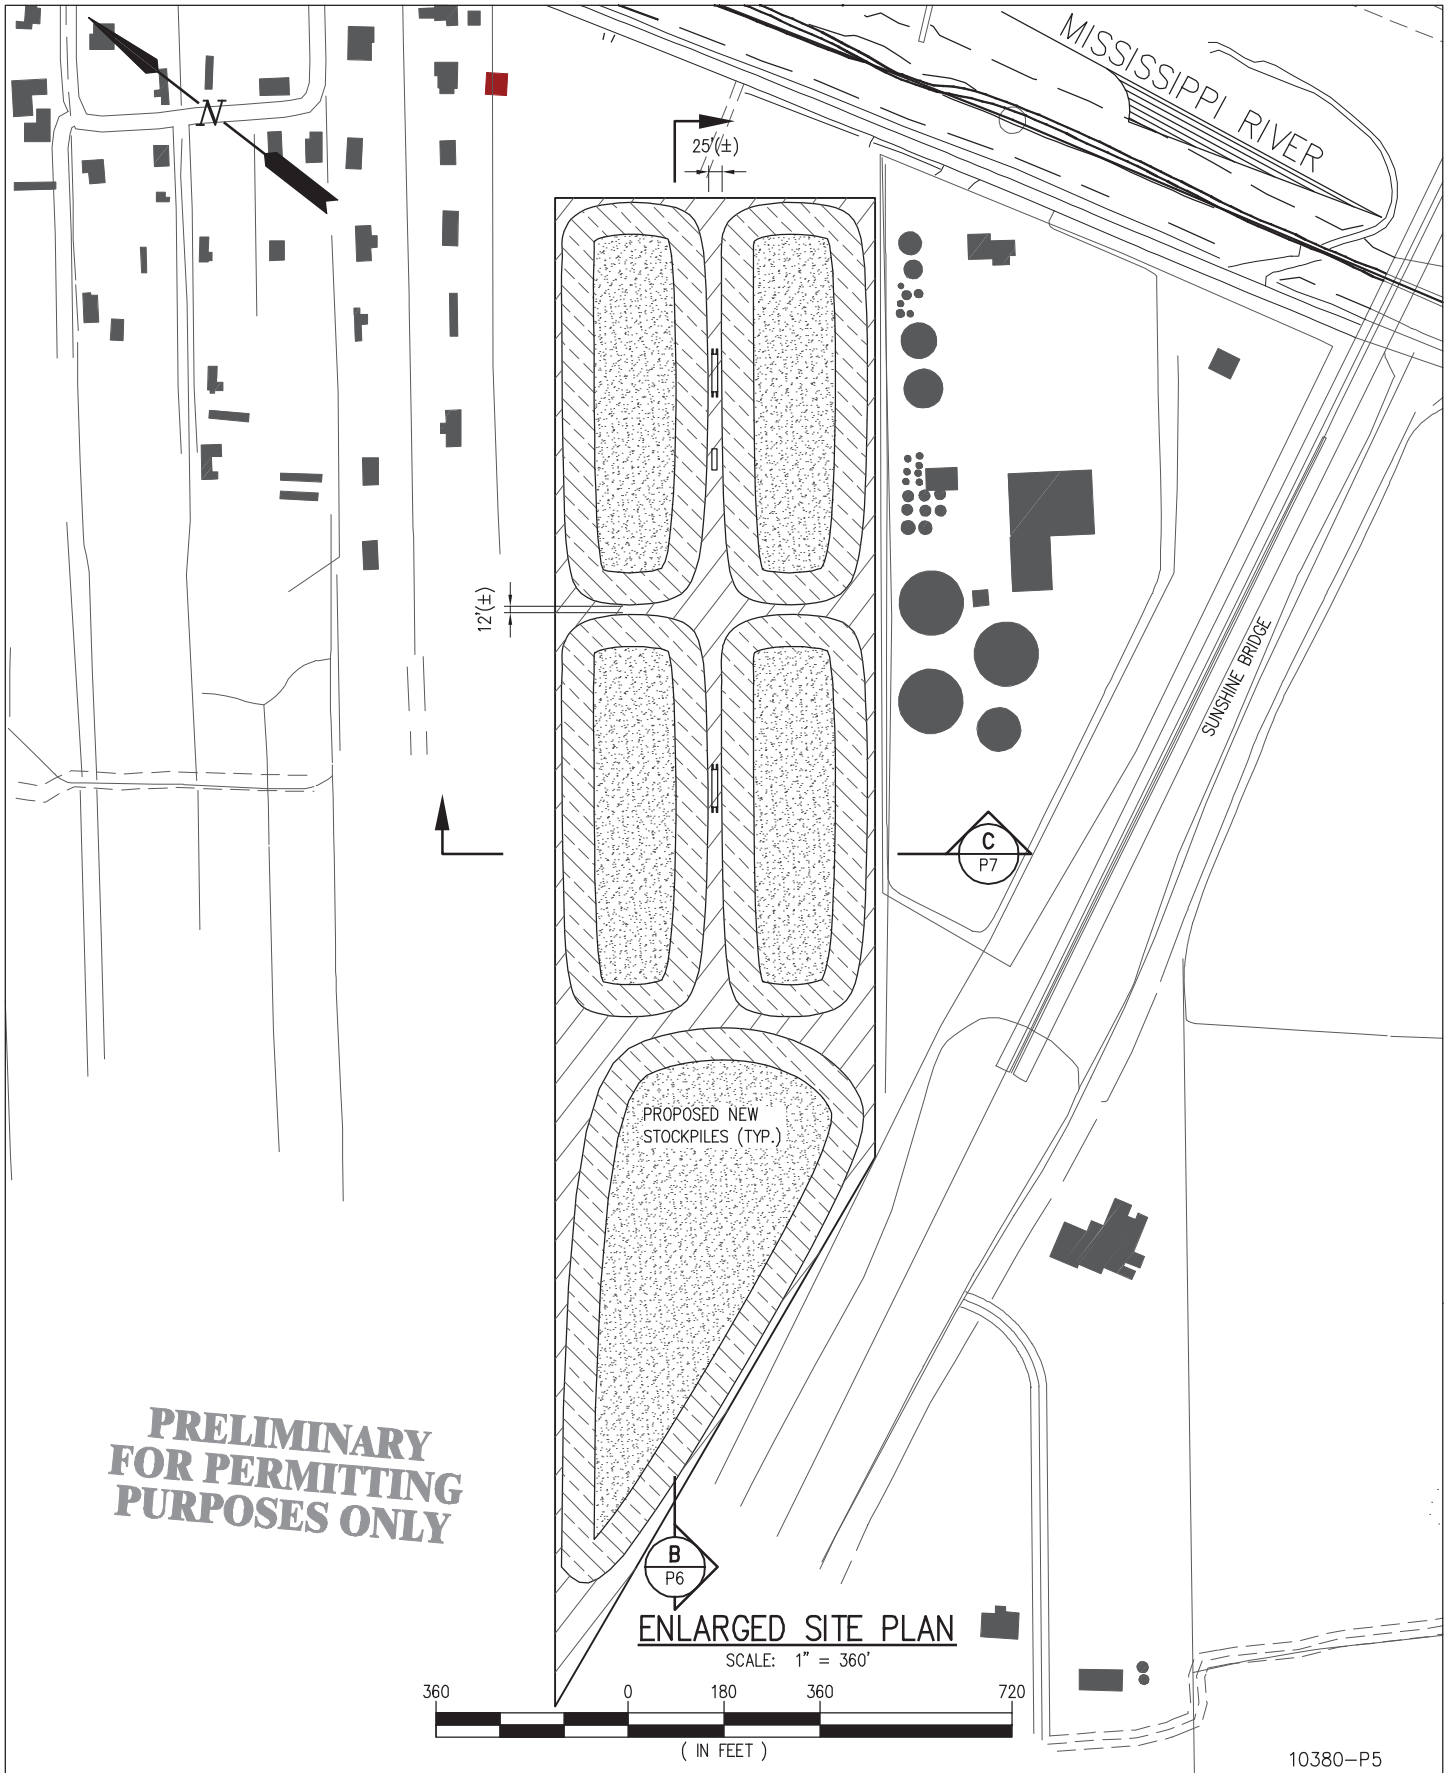 MISSISSIPPI RIVER
N
25'(±)
12'(±)
SUNSHINE BRIDGE
C
P7
PROPOSED NEW
STOCKPILES (TYP.)
PRELIMINARY
FOR PERMITTING
PURPOSES ONLY
B
P6
ENLARGED SITE PLAN
SCALE: 1" = 360'
360 0 180 360 720
( IN FEET )
10380-P5